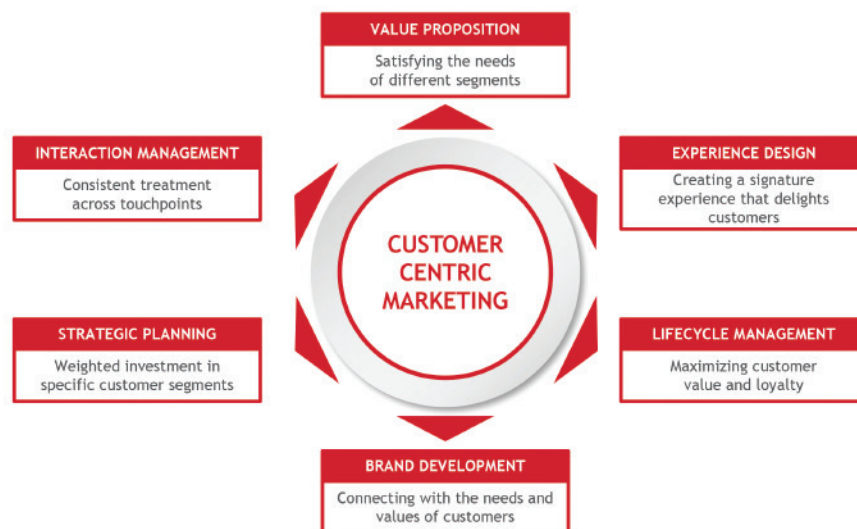 VALUE PROPOSITION
Satisfying the needs
of different segments
INTERACTION MANAGEMENT
Consistent treatment
across touchpoints
EXPERIENCE DESIGN
Creating a signature
experience that delights
customers
CUSTOMER
CENTRIC
MARKETING
STRATEGIC PLANNING
Weighted investment in
specific customer segments
LIFECYCLE MANAGEMENT
Maximizing customer
value and loyalty
BRAND DEVELOPMENT
Connecting with the needs and
values of customers